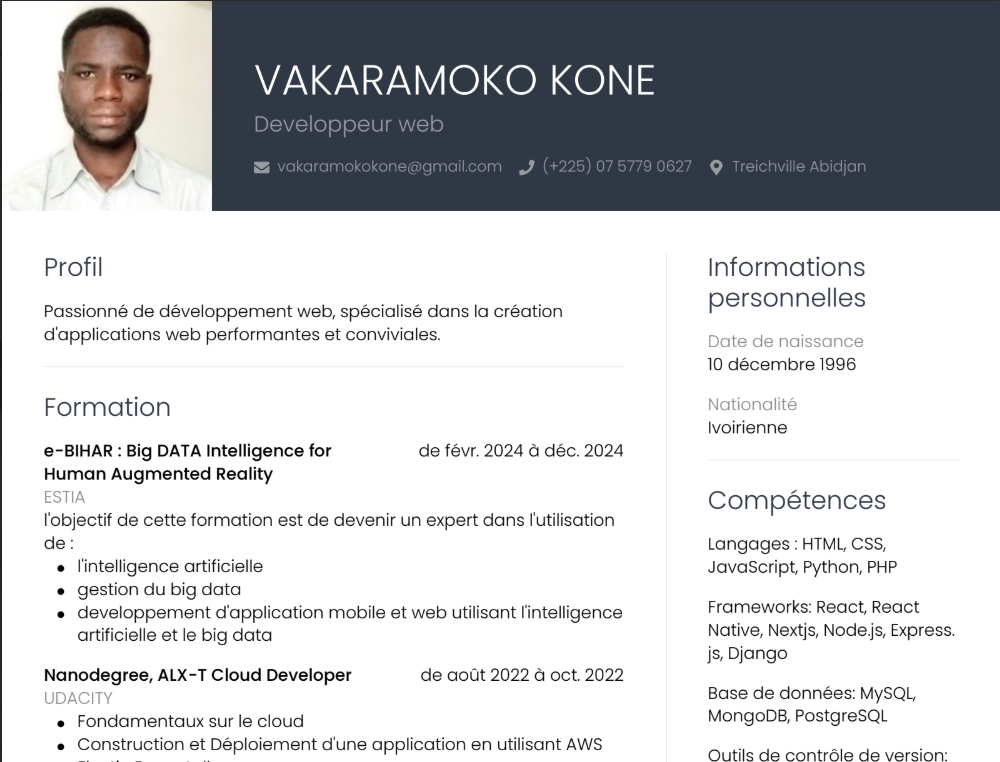 VAKARAMOKO KONE
Developpeur web
vakaramokokone@gmail.com (+225) 07 5779 0627 Treichville Abidjan
Profil
Passionné de développement web, spécialisé dans la création
d'applications web performantes et conviviales.
Formation
e-BIHAR : Big DATA Intelligence for
Human Augmented Reality
de févr. 2024 à déc. 2024
ESTIA
l'objectif de cette formation est de devenir un expert dans l'utilisation
de :
• l'intelligence artificielle
• gestion du big data
• developpement d'application mobile et web utilisant l'intelligence
artificielle et le big data
Nanodegree, ALX-T Cloud Developer
de août 2022 à oct. 2022
UDACITY
• Fondamentaux sur le cloud
• Construction et Déploiement d'une application en utilisant AWS
Informations
personnelles
Date de naissance
10 décembre 1996
Nationalité
Ivoirienne
Compétences
Langages : HTML, CSS,
JavaScript, Python, PHP
Frameworks: React, React
Native, Nextjs, Node.js, Express.
js, Django
Base de données: MySQL,
MongoDB, PostgreSQL
Outils de contrôle de version: